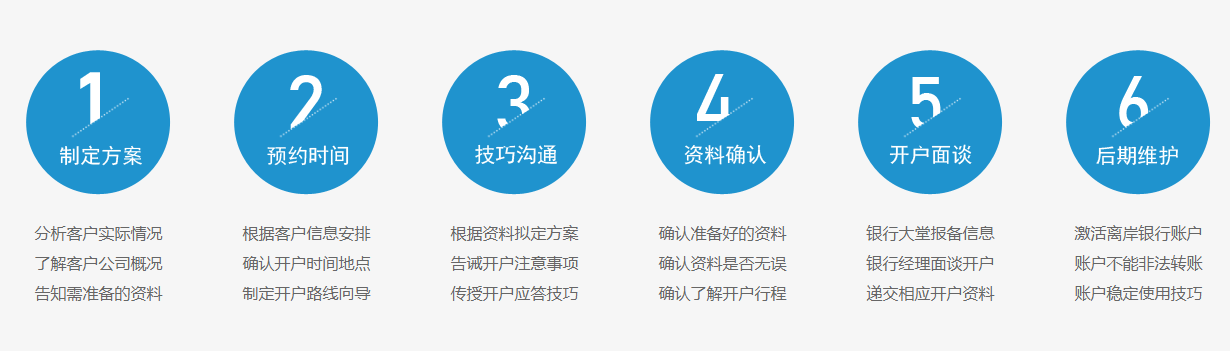 1
制定方案
分析客户实际情况
了解客户公司概况
告知需准备的资料
2
预约时间
根据客户信息安排
确认开户时间地点
制定开户路线向导
3
技巧沟通
根据资料拟定方案
告诫开户注意事项
传授开户应答技巧
4
资料确认
确认准备好的资料
确认资料是否无误
确认了解开户行程
5
开户面谈
银行大堂报备信息
银行经理面谈开户
递交相应开户资料
6
后期维护
激活离岸银行账户
账户不能非法转账
账户稳定使用技巧